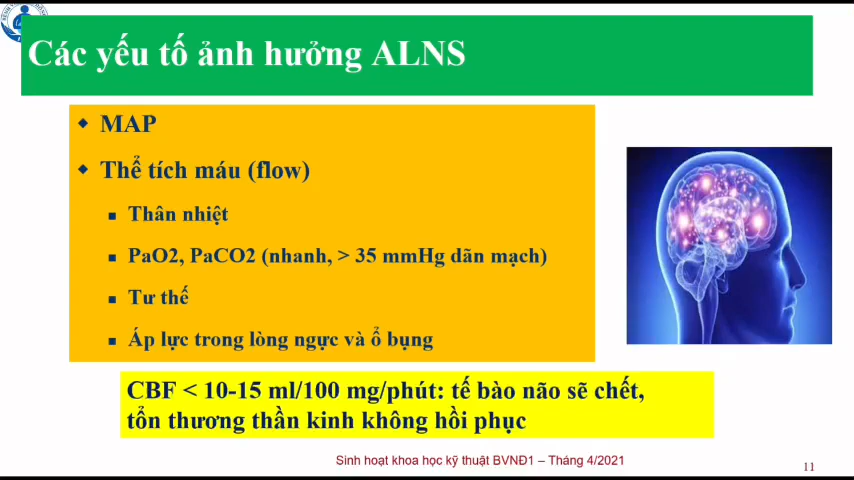 Các yếu tố ảnh hưởng ALNS
MAP
Thể tích máu (flow)
Thân nhiệt
PaO2, PaCO2 (nhanh, > 35 mmHg dãn mạch)
Tư thế
Áp lực trong lòng ngực và ổ bụng
CBF < 10-15 ml/100 mg/phút: tế bào não sẽ chết,
tổn thương thần kinh không hồi phục
Sinh hoạt khoa học kỹ thuật BVNĐ1 – Tháng 4/2021
11